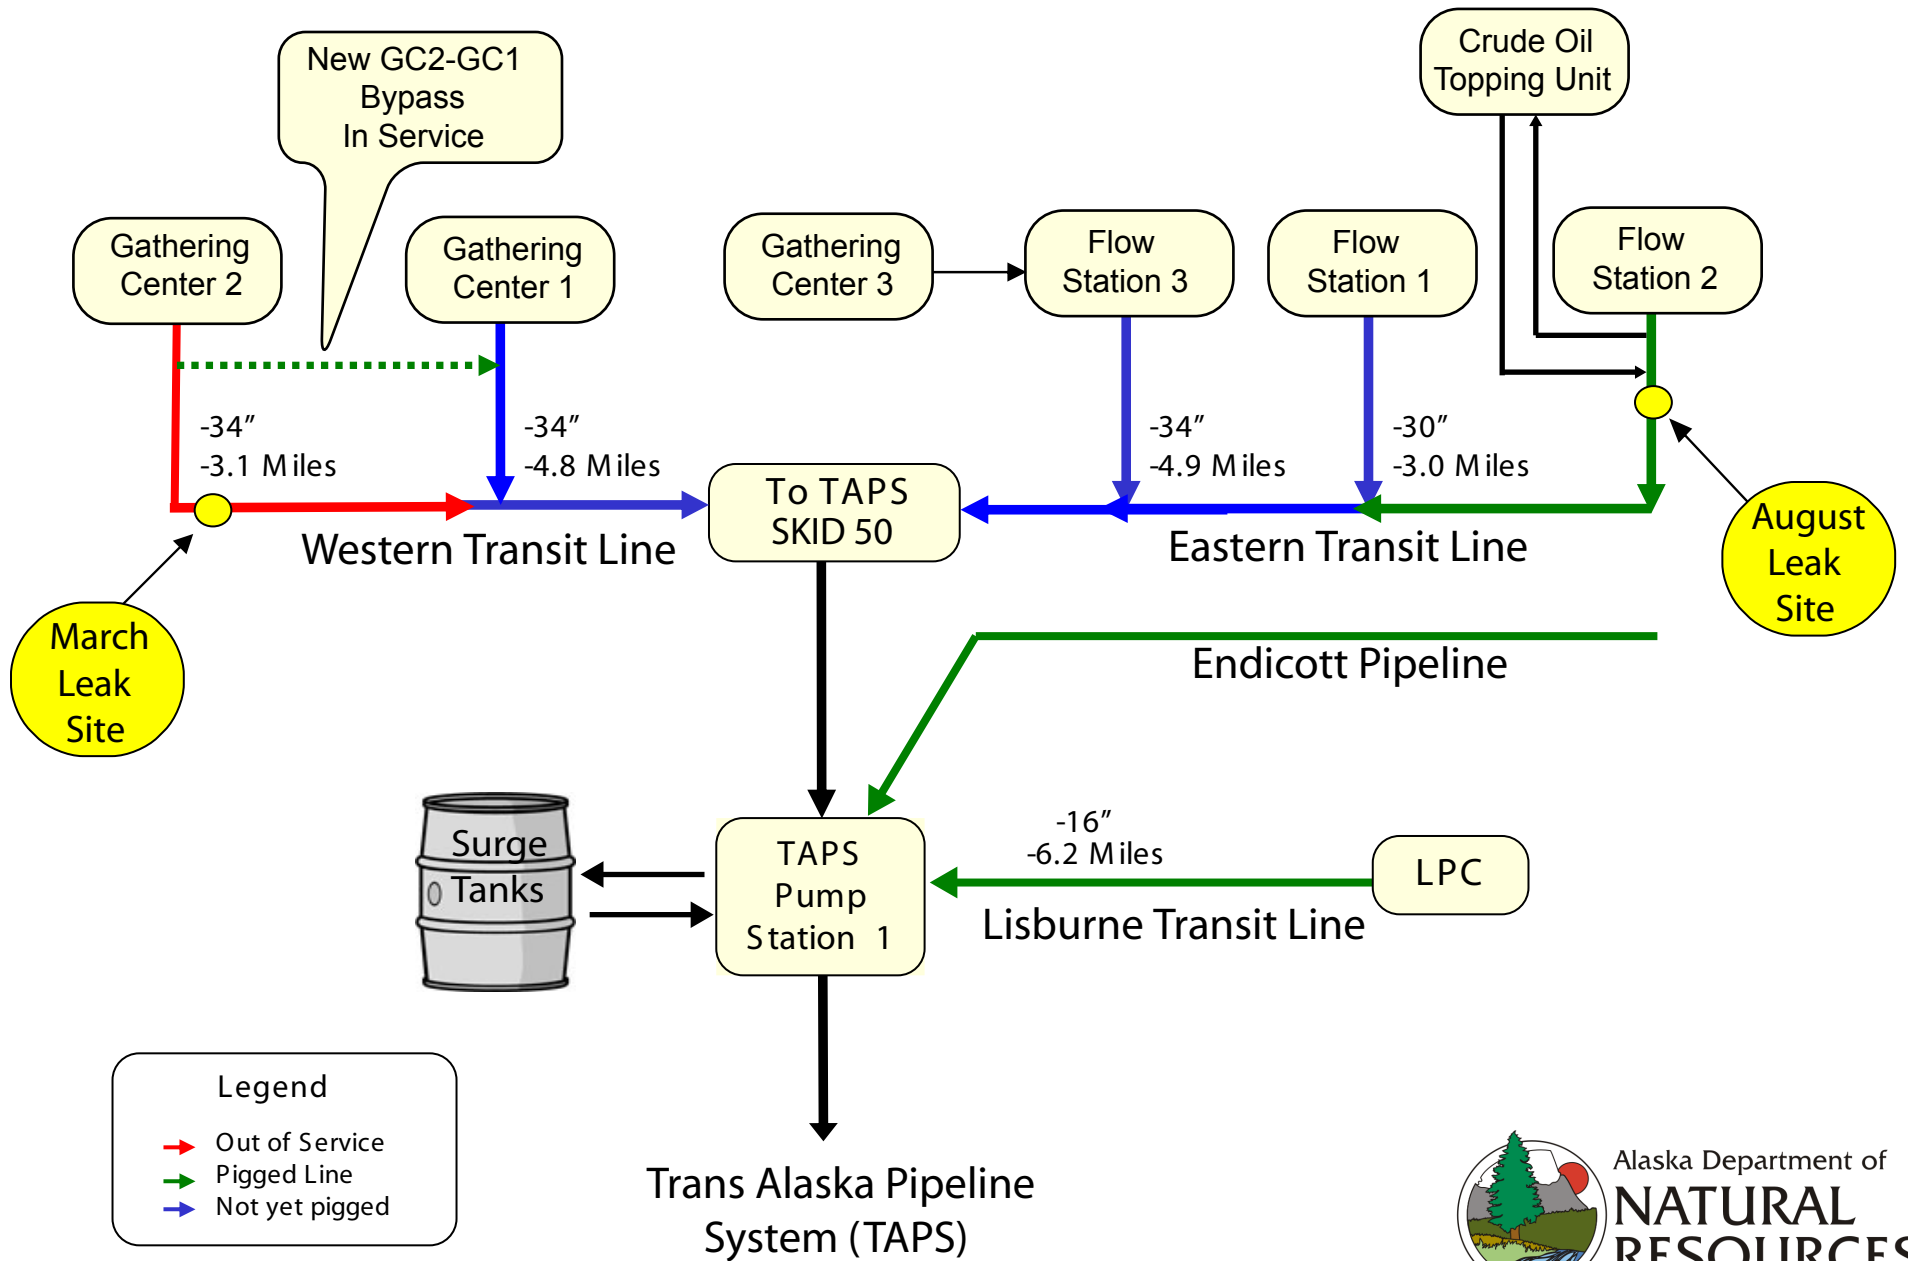 New GC2-GC1
Bypass
In Service
Crude Oil
Topping Unit
Gathering
Center 2
Gathering
Center 1
Gathering
Center 3
Flow
Station 3
Flow
Station 1
Flow
Station 2
-34″
-3.1 Miles
-34″
-4.8 Miles
-34″
-4.9 Miles
-30″
-3.0 Miles
To TAPS
SKID 50
Western Transit Line
Eastern Transit Line
March
Leak
Site
August
Leak
Site
Endicott Pipeline
Surge
Tanks
TAPS
Pump
Station 1
-16″
-6.2 Miles
LPC
Lisburne Transit Line
Legend
Out of Service
Pigged Line
Not yet pigged
Trans Alaska Pipeline
System (TAPS)
Alaska Department of
NATURAL
RESOURCES